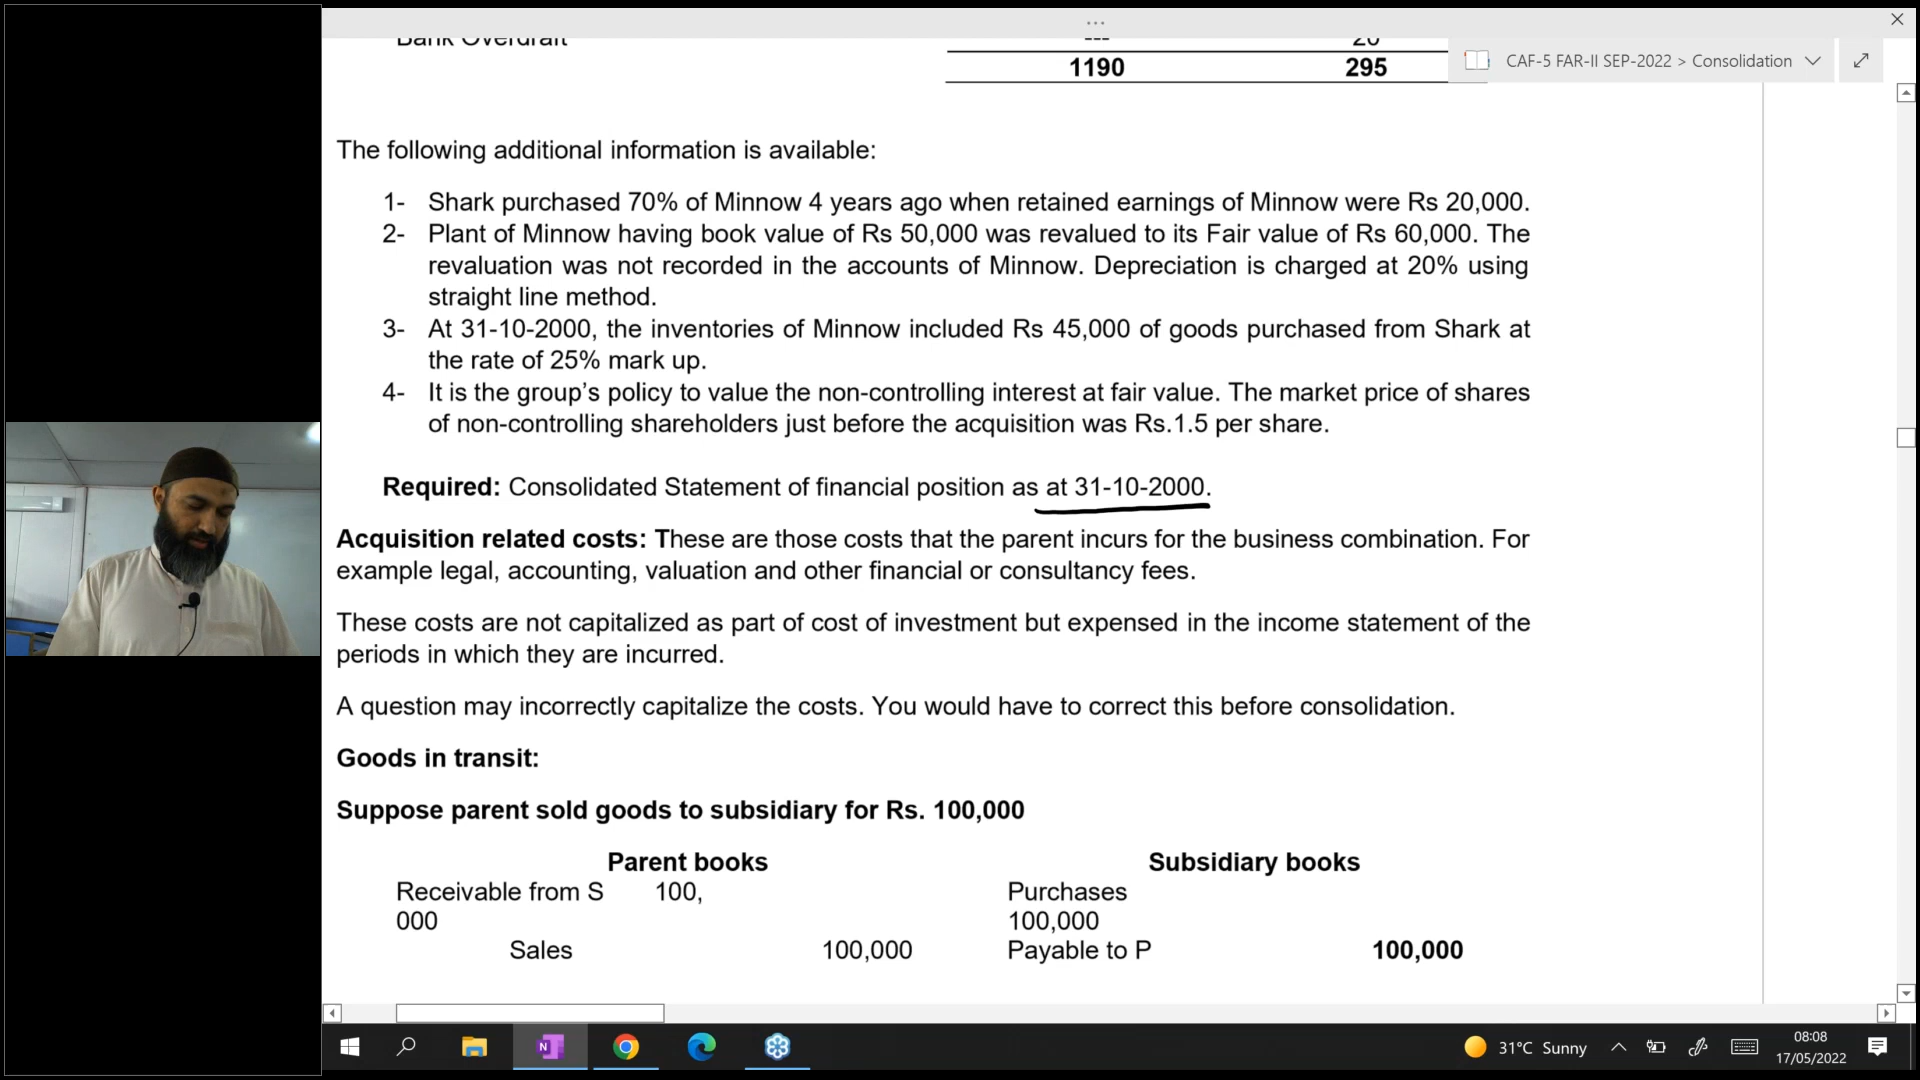 Bank Overdraft --- 20
1190 295
CAF-5 FAR-II SEP-2022 > Consolidation
The following additional information is available:
1- Shark purchased 70% of Minnow 4 years ago when retained earnings of Minnow were Rs 20,000.
2- Plant of Minnow having book value of Rs 50,000 was revalued to its Fair value of Rs 60,000. The
revaluation was not recorded in the accounts of Minnow. Depreciation is charged at 20% using
straight line method.
3- At 31-10-2000, the inventories of Minnow included Rs 45,000 of goods purchased from Shark at
the rate of 25% mark up.
4- It is the group’s policy to value the non-controlling interest at fair value. The market price of shares
of non-controlling shareholders just before the acquisition was Rs.1.5 per share.
Required: Consolidated Statement of financial position as at 31-10-2000.
Acquisition related costs: These are those costs that the parent incurs for the business combination. For
example legal, accounting, valuation and other financial or consultancy fees.
These costs are not capitalized as part of cost of investment but expensed in the income statement of the
periods in which they are incurred.
A question may incorrectly capitalize the costs. You would have to correct this before consolidation.
Goods in transit:
Suppose parent sold goods to subsidiary for Rs. 100,000
Parent books Subsidiary books
Receivable from S 100, Purchases
000 100,000
Sales 100,000 Payable to P 100,000
N
31°C Sunny
08:08
17/05/2022